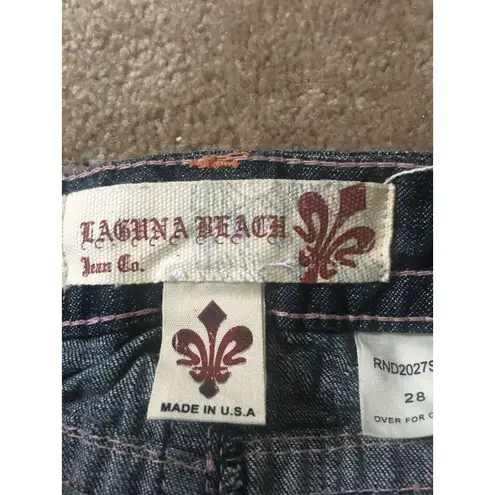 LAGUNA BEACH
Jean Co.
MADE IN U.S.A
RND2027S
28
OVER FOR